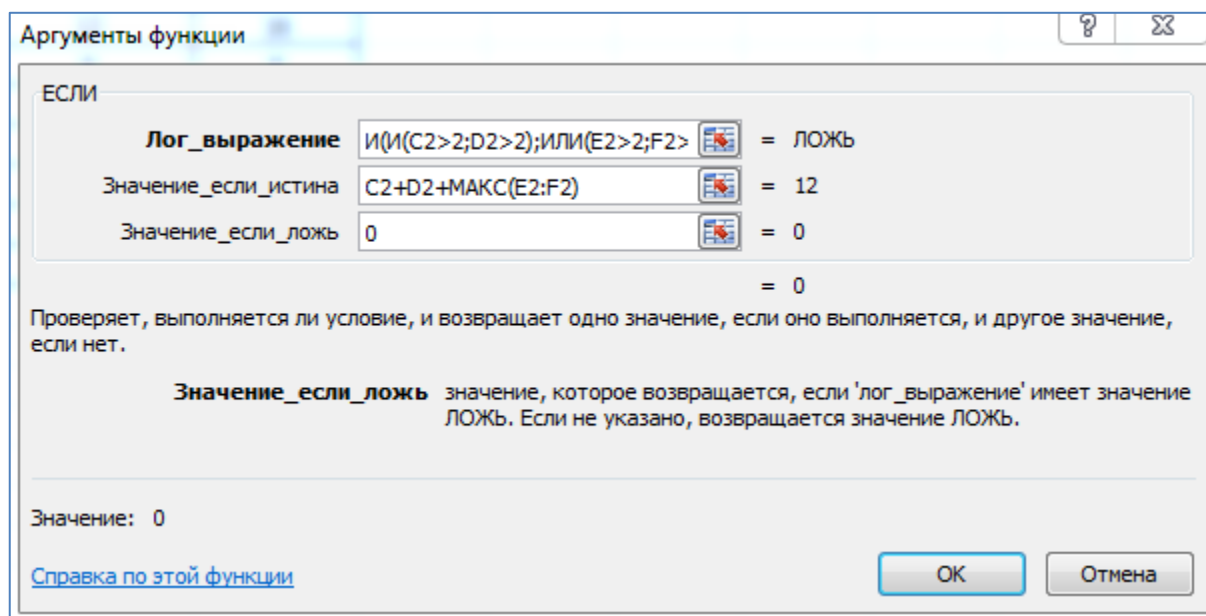 Аргументы функции
ЕСЛИ
Лог_выражение И(И(C2>2;D2>2);ИЛИ(E2>2;F2> = ЛОЖЬ
Значение_если_истина C2+D2+МАКС(E2:F2) = 12
Значение_если_ложь 0 = 0
= 0
Проверяет, выполняется ли условие, и возвращает одно значение, если оно выполняется, и другое значение,
если нет.
Значение_если_ложь значение, которое возвращается, если 'лог_выражение' имеет значение
ЛОЖЬ. Если не указано, возвращается значение ЛОЖЬ.
Значение: 0
Справка по этой функции
ОК Отмена